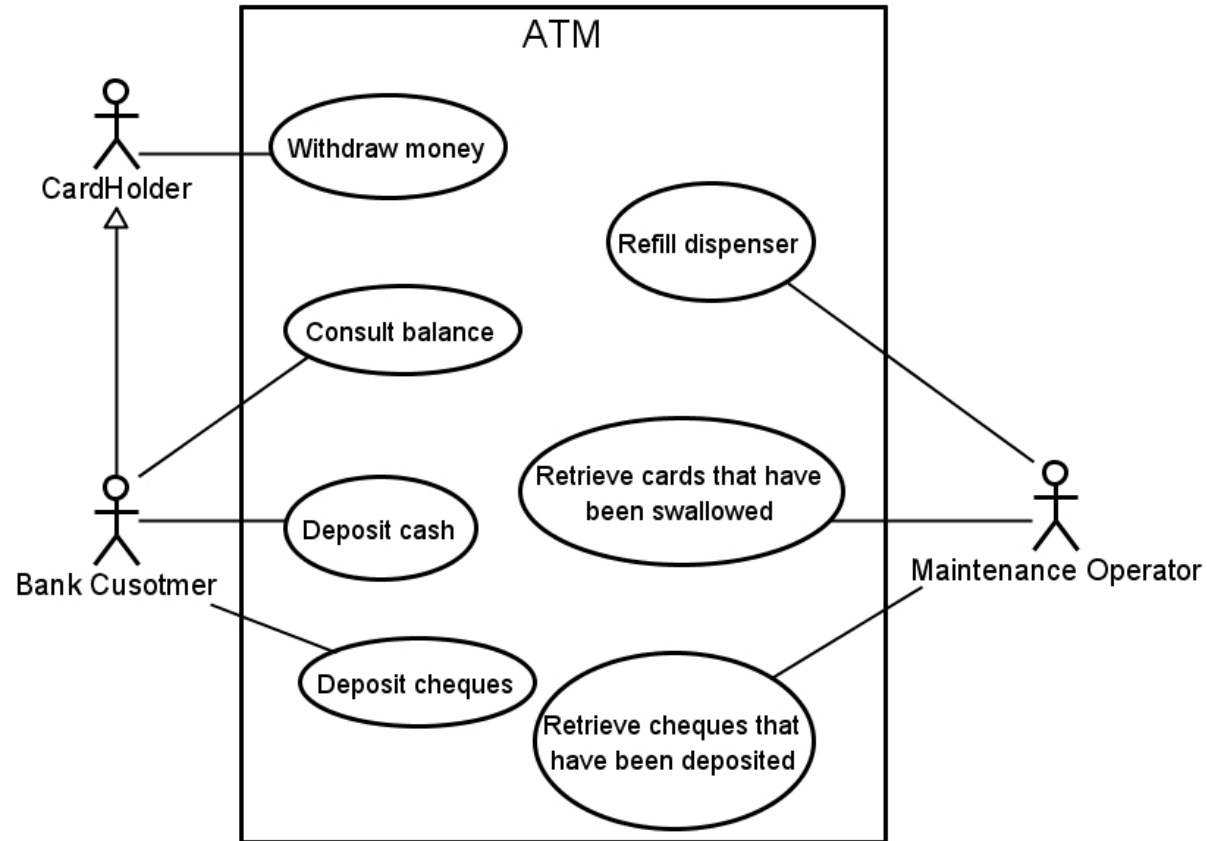 ATM
CardHolder
Withdraw money
Refill dispenser
Consult balance
Retrieve cards that have
been swallowed
Deposit cash
Bank Cusotmer
Maintenance Operator
Deposit cheques
Retrieve cheques that
have been deposited